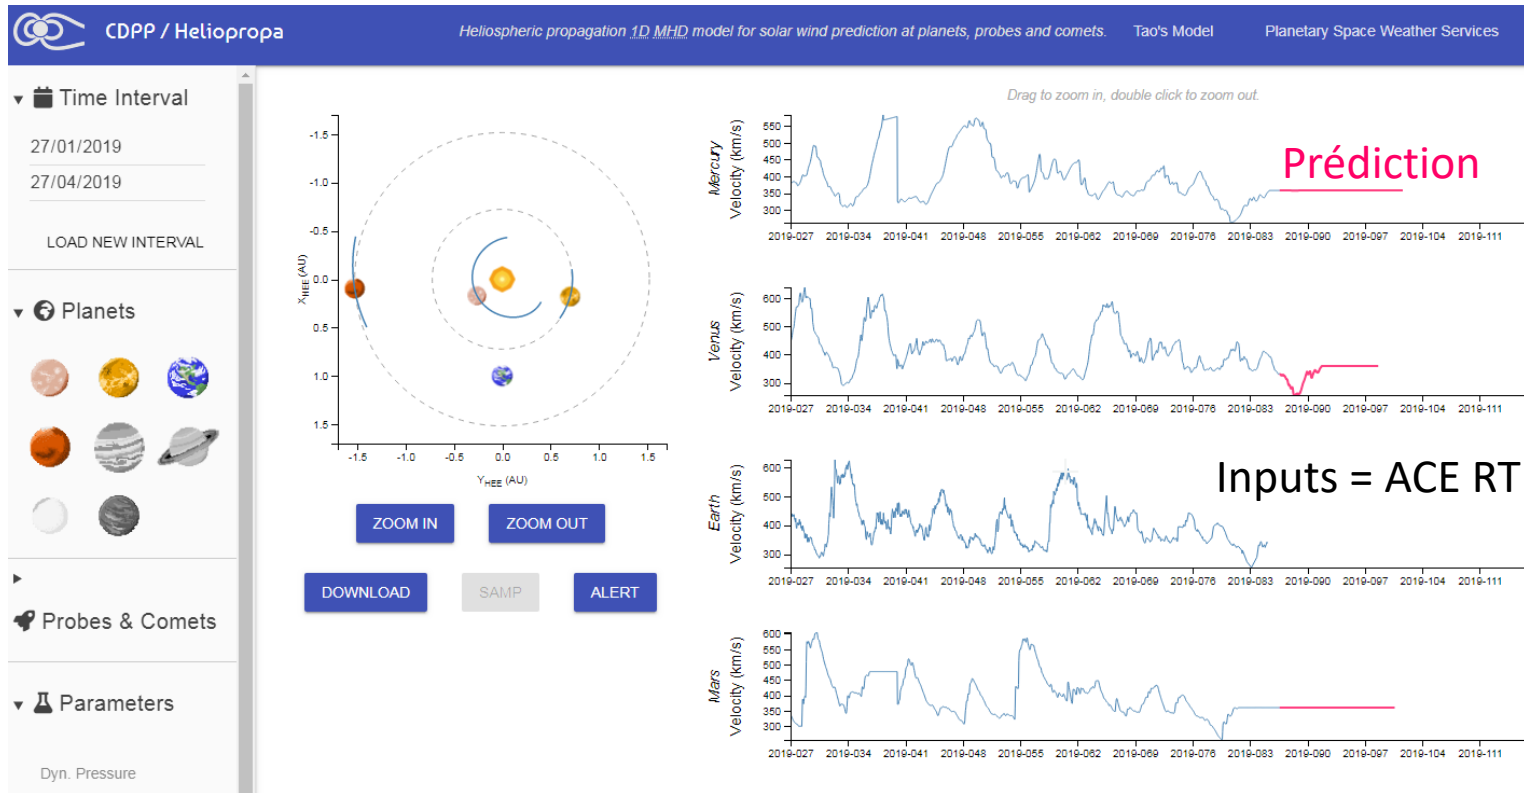 CDPP / Heliopropa
Heliospheric propagation 1D MHD model for solar wind prediction at planets, probes and comets.
Tao's Model
Planetary Space Weather Services
Time Interval
27/01/2019
27/04/2019
LOAD NEW INTERVAL
Planets
Probes & Comets
Parameters
Dyn. Pressure
-1.5
-1.0
-0.5
0.0
0.5
1.0
1.5
X HEE (AU)
-1.5 -1.0 -0.5 0.0 0.5 1.0 1.5
Y HEE (AU)
ZOOM IN
ZOOM OUT
DOWNLOAD
SAMP
ALERT
Drag to zoom in, double click to zoom out.
Mercury
Velocity (km/s)
550
500
450
400
350
300
Prédiction
2019-027 2019-034 2019-041 2019-048 2019-055 2019-062 2019-069 2019-076 2019-083 2019-090 2019-097 2019-104 2019-111
Venus
Velocity (km/s)
600
500
400
300
2019-027 2019-034 2019-041 2019-048 2019-055 2019-062 2019-069 2019-076 2019-083 2019-090 2019-097 2019-104 2019-111
Earth
Velocity (km/s)
600
500
400
300
Inputs = ACE RT
2019-027 2019-034 2019-041 2019-048 2019-055 2019-062 2019-069 2019-076 2019-083 2019-090 2019-097 2019-104 2019-111
Mars
Velocity (km/s)
600
550
500
450
400
350
300
2019-027 2019-034 2019-041 2019-048 2019-055 2019-062 2019-069 2019-076 2019-083 2019-090 2019-097 2019-104 2019-111